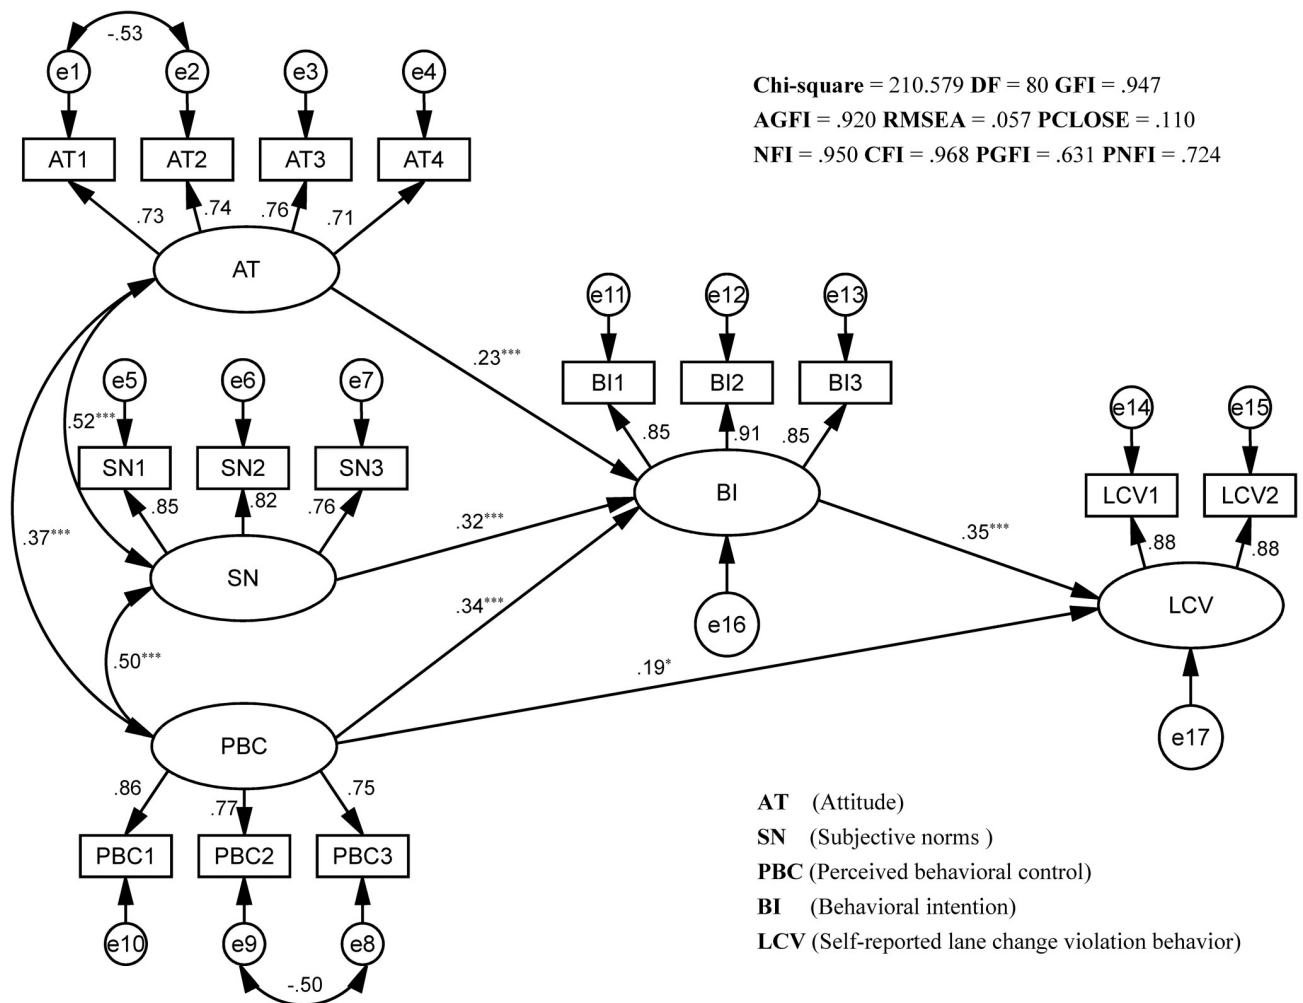 -.53
e1 e2 e3 e4
Chi-square = 210.579 DF = 80 GFI = .947
AGFI = .920 RMSEA = .057 PCLOSE = .110
NFI = .950 CFI = .968 PGFI = .631 PNFI = .724
AT1 AT2 AT3 AT4
.73 .74 .76 .71
AT
e11 e12 e13
.23***
e5 e6 e7
BI1 BI2 BI3
.52***
.85 .91 .85
e14 e15
SN1 SN2 SN3
BI
LCV1 LCV2
.85 .82 .76
.37***
.32***
.35***
.88 .88
SN
.34***
LCV
e16
.50***
.19*
PBC
e17
.86 .77 .75
PBC1 PBC2 PBC3
e10 e9 e8
-.50
AT (Attitude)
SN (Subjective norms )
PBC (Perceived behavioral control)
BI (Behavioral intention)
LCV (Self-reported lane change violation behavior)